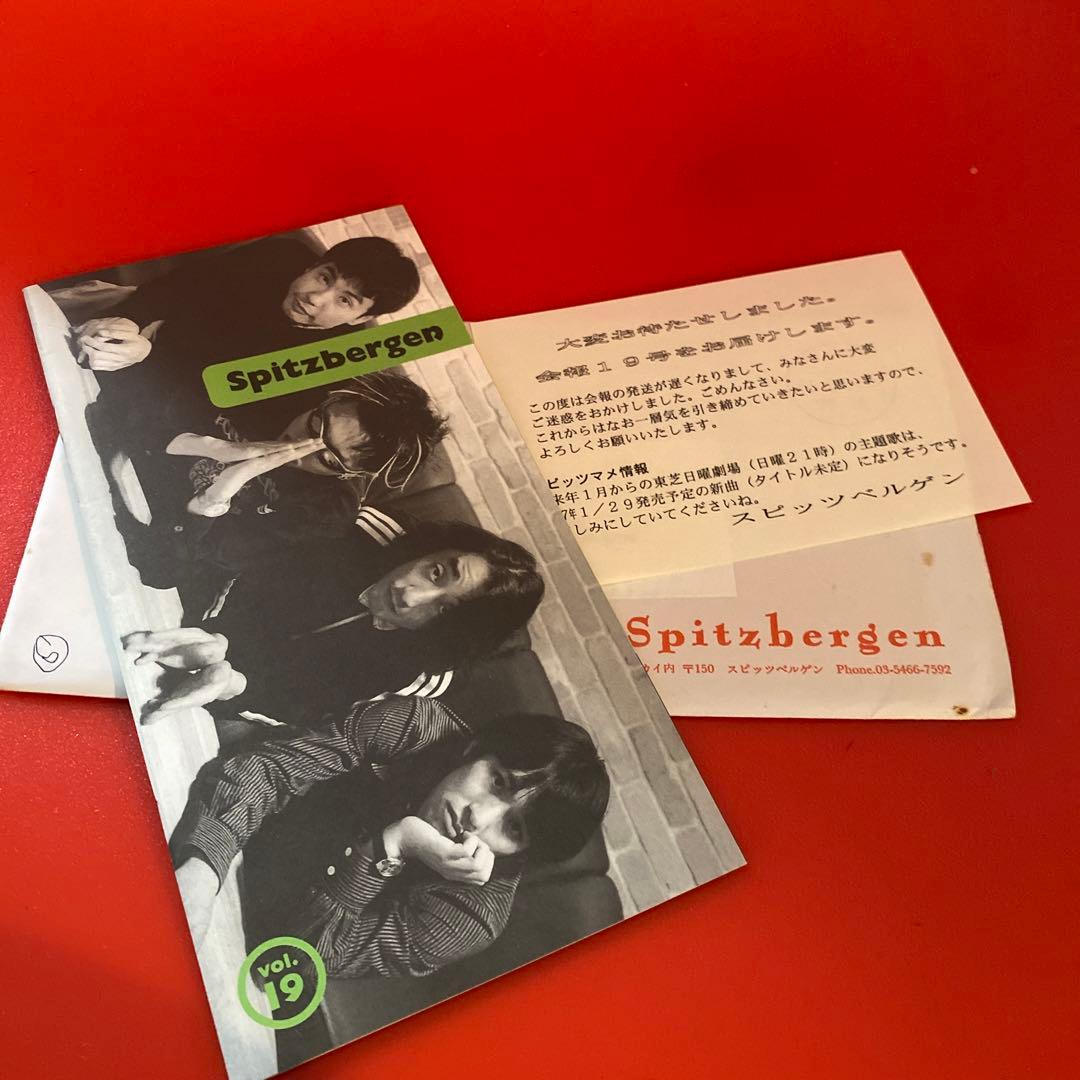 Spitzbergen
vol.
19
大変お待たせしました。
会報19号をお届けします。
この度は会報の発送が遅くなりまして、みなさんに大変
ご迷惑をおかけしました。ごめんなさい。
これからはなお一層気を引き締めていきたいと思いますので、
よろしくお願いいたします。
ピッツマメ情報
来年1月からの東芝日曜劇場(日曜21時)の主題歌は、
7年1/29発売予定の新曲(タイトル未定)になりそうです。
しみにしていてくださいね。
スピッツベルゲン
Spitzbergen
ウイ内 〒150 スピッツベルゲン Phone.03-5466-7592